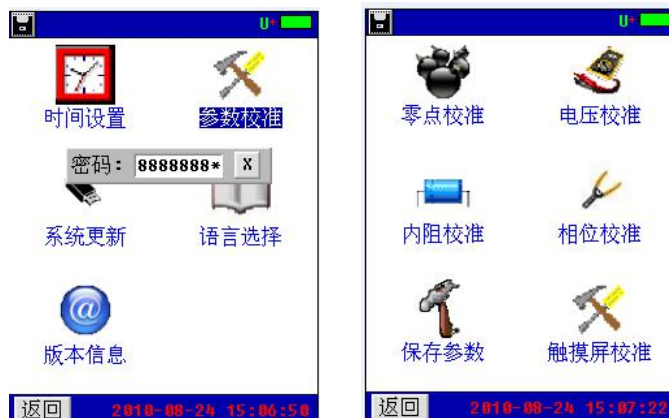 U+
时间设置 参数校准
密码: 8888888* X
系统更新 语言选择
版本信息
返回 2010-08-24 15:06:50
U+
零点校准 电压校准
内阻校准 相位校准
保存参数 触摸屏校准
返回 2010-08-24 15:07:22